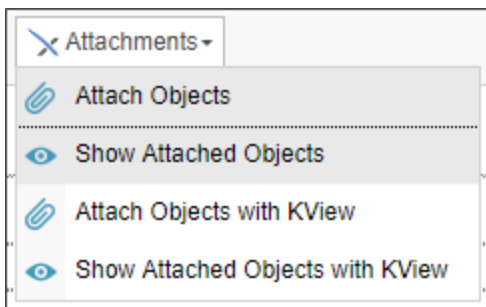 Attachments
Attach Objects
Show Attached Objects
Attach Objects with KView
Show Attached Objects with KView